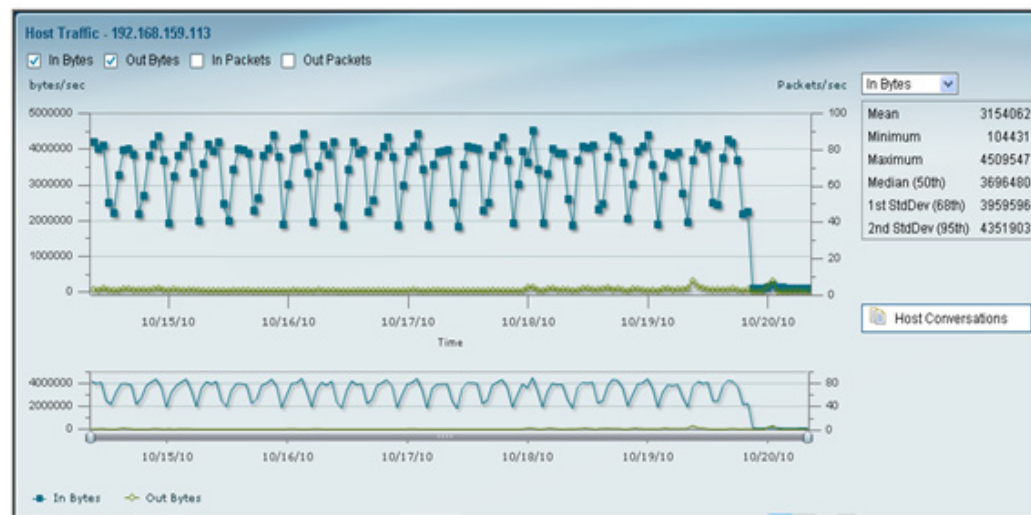 Host Traffic - 192.168.159.113
In Bytes Out Bytes In Packets Out Packets
bytes/sec
Packets/sec
In Bytes
5000000
4000000
3000000
2000000
1000000
0
100
80
60
40
20
0
Mean 3154062
Minimum 104431
Maximum 4509547
Median (50th) 3696480
1st StdDev (68th) 3959596
2nd StdDev (95th) 4351903
10/15/10 10/16/10 10/17/10 10/18/10 10/19/10 10/20/10
Time
Host Conversations
4000000
2000000
0
80
40
0
10/15/10 10/16/10 10/17/10 10/18/10 10/19/10 10/20/10
In Bytes Out Bytes